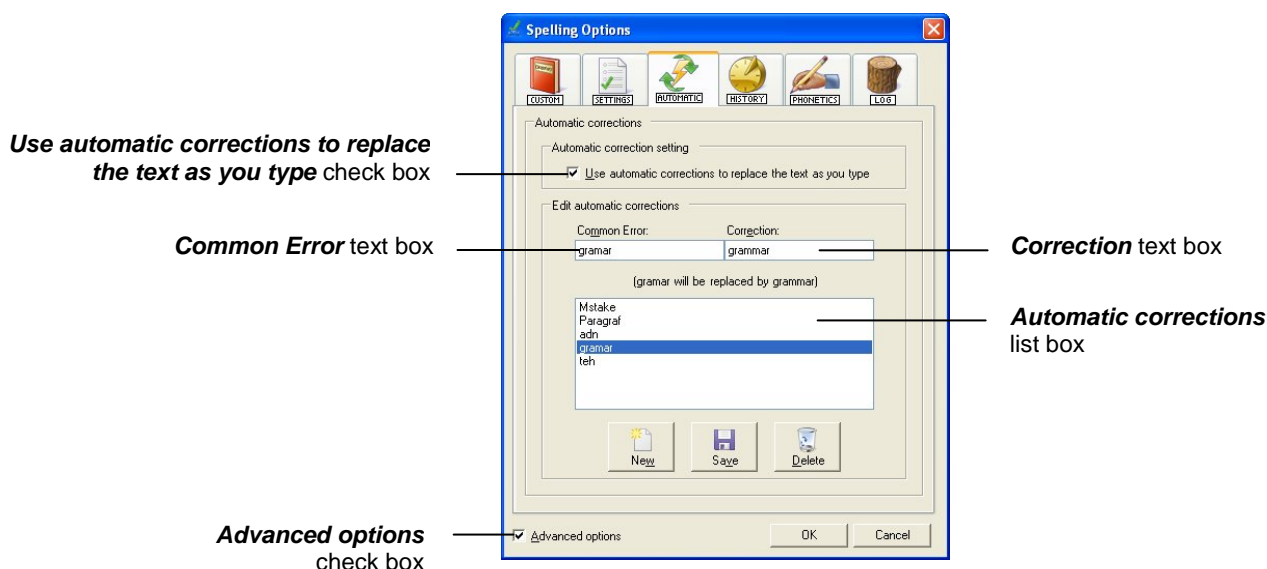 Spelling Options
CUSTOM SETTINGS AUTOMATIC HISTORY PHONETICS LOG
Automatic corrections
Automatic correction setting
Use automatic corrections to replace the text as you type check box
Use automatic corrections to replace the text as you type
Edit automatic corrections
Common Error: Correction:
Common Error text box
gramar grammar
Correction text box
(gramar will be replaced by grammar)
Mstake
Paragraf
adn
gramar
teh
Automatic corrections
list box
New Save Delete
Advanced options
check box
Advanced options OK Cancel